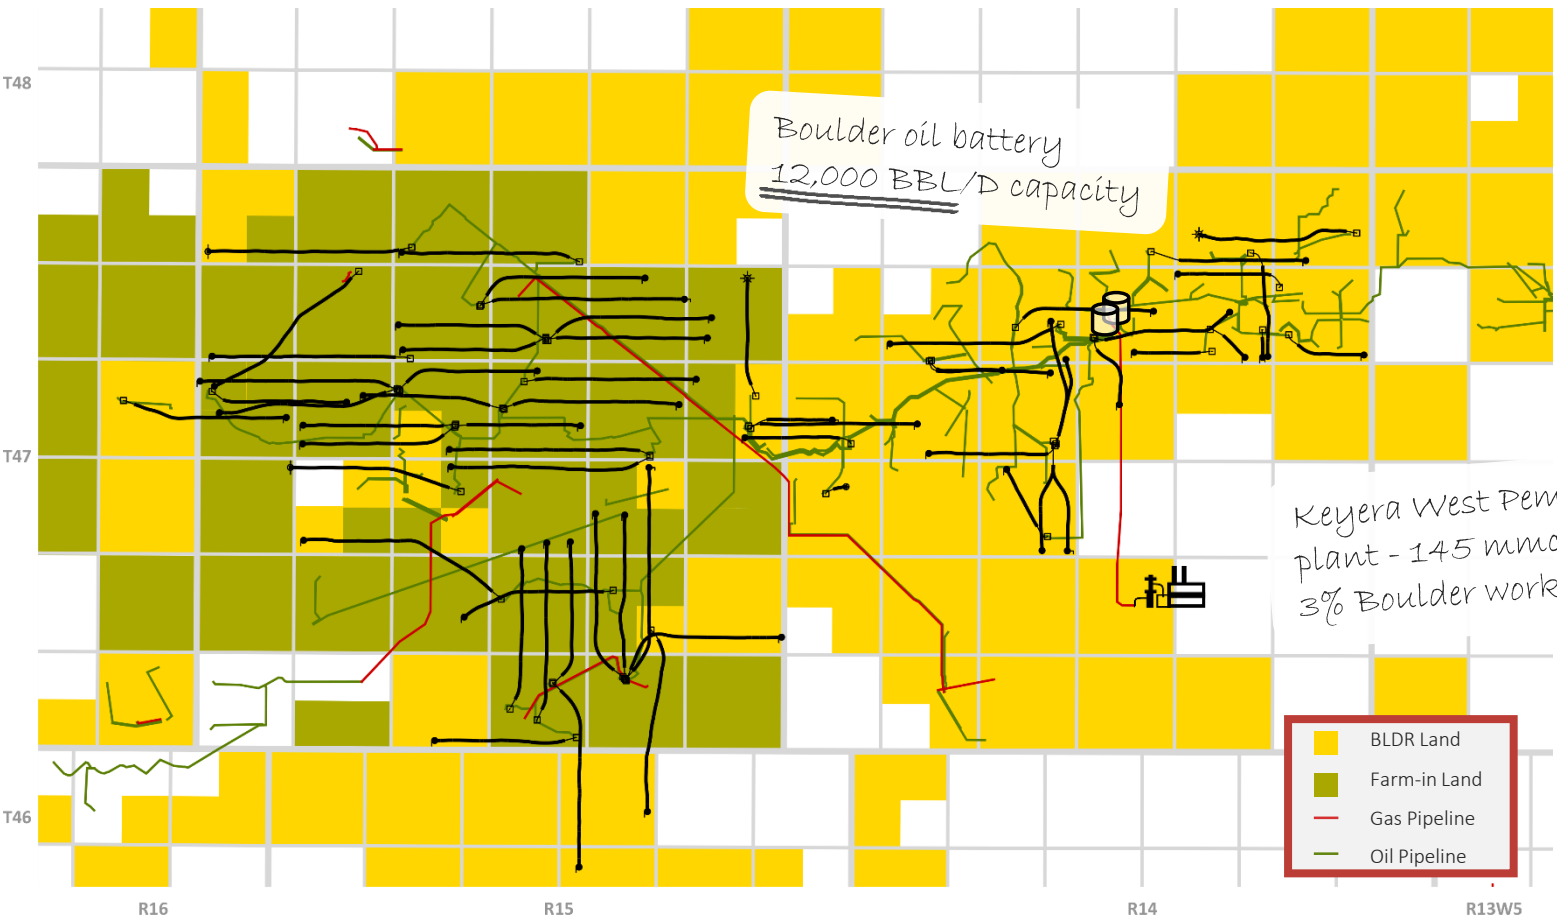 T48
Boulder oil battery
12,000 BBL/D capacity
T47
Keyera West Pem
plant - 145 mmc
3% Boulder work
BLDR Land
Farm-in Land
Gas Pipeline
Oil Pipeline
T46
R16
R15
R14
R13W5